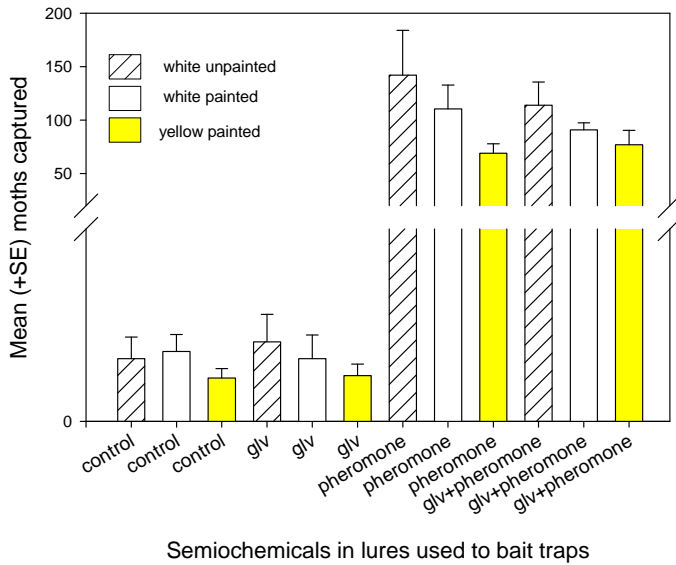 200
150
100
50
0
Mean (+SE) moths captured
white unpainted
white painted
yellow painted
control
control
control
glv
glv
glv
pheromone
pheromone
pheromone
glv+pheromone
glv+pheromone
glv+pheromone
Semiochemicals in lures used to bait traps